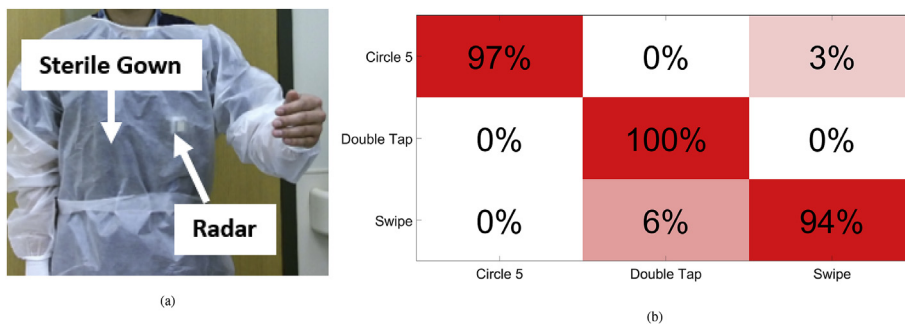 Sterile Gown
Radar
(a)
Circle 5
97%
0%
3%
Double Tap
0%
100%
0%
Swipe
0%
6%
94%
Circle 5
Double Tap
Swipe
(b)